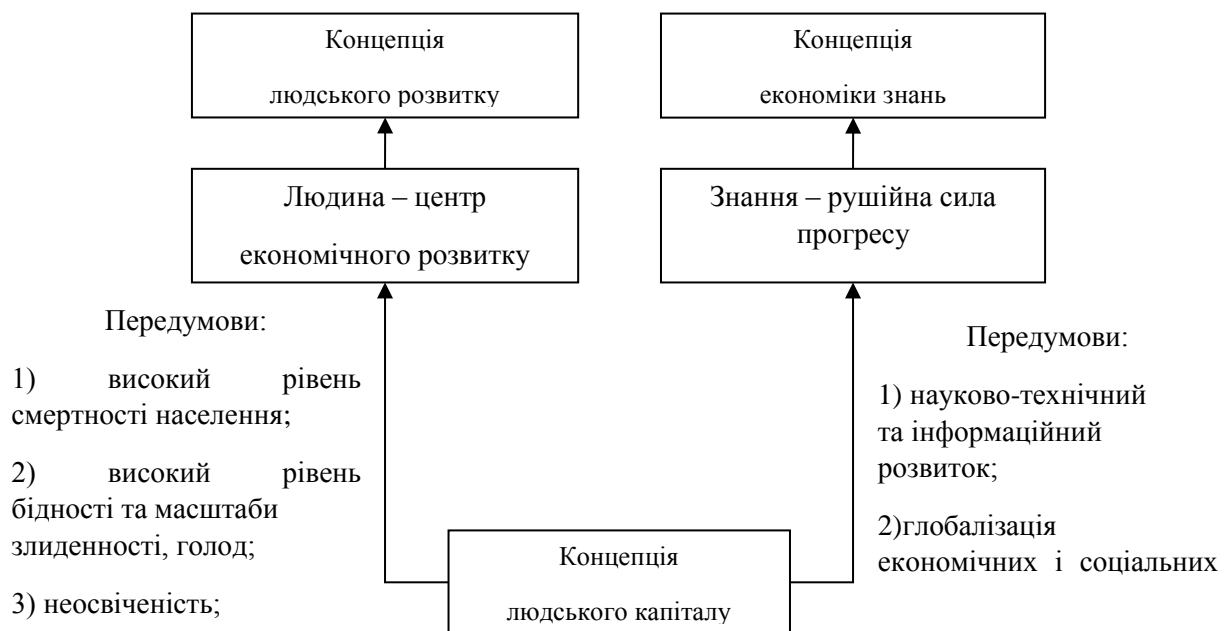 Концепція
людського розвитку
Концепція
економіки знань
Людина – центр
економічного розвитку
Знання – рушійна сила
прогресу
Передумови:
1) високий рівень
смертності населення;
2) високий рівень
бідності та масштаби
злиденності, голод;
3) неосвіченість;
Передумови:
1) науково-технічний
та інформаційний
розвиток;
2)глобалізація
економічних і соціальних
Концепція
людського капіталу